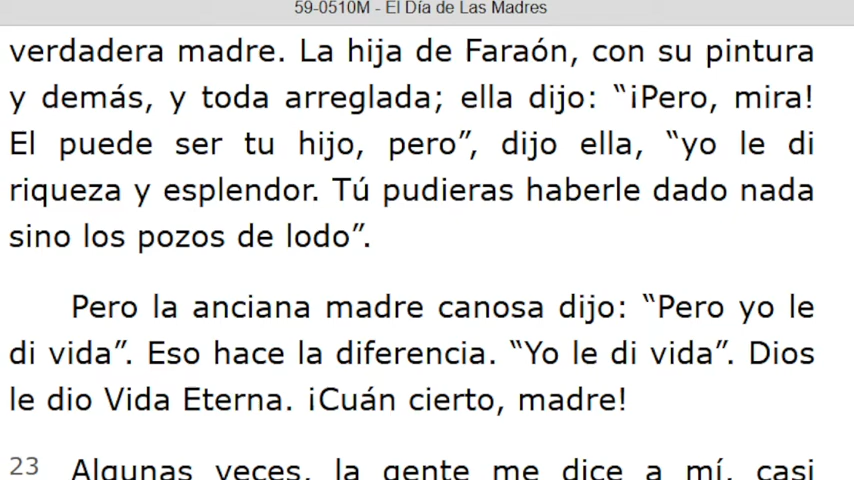 59-0510M - El Día de Las Madres
verdadera madre. La hija de Faraón, con su pintura
y demás, y toda arreglada; ella dijo: “¡Pero, mira!
El puede ser tu hijo, pero”, dijo ella, “yo le di
riqueza y esplendor. Tú pudieras haberle dado nada
sino los pozos de lodo”.
Pero la anciana madre canosa dijo: “Pero yo le
di vida”. Eso hace la diferencia. “Yo le di vida”. Dios
le dio Vida Eterna. ¡Cuán cierto, madre!
23 Algunas veces, la gente me dice a mí, casi